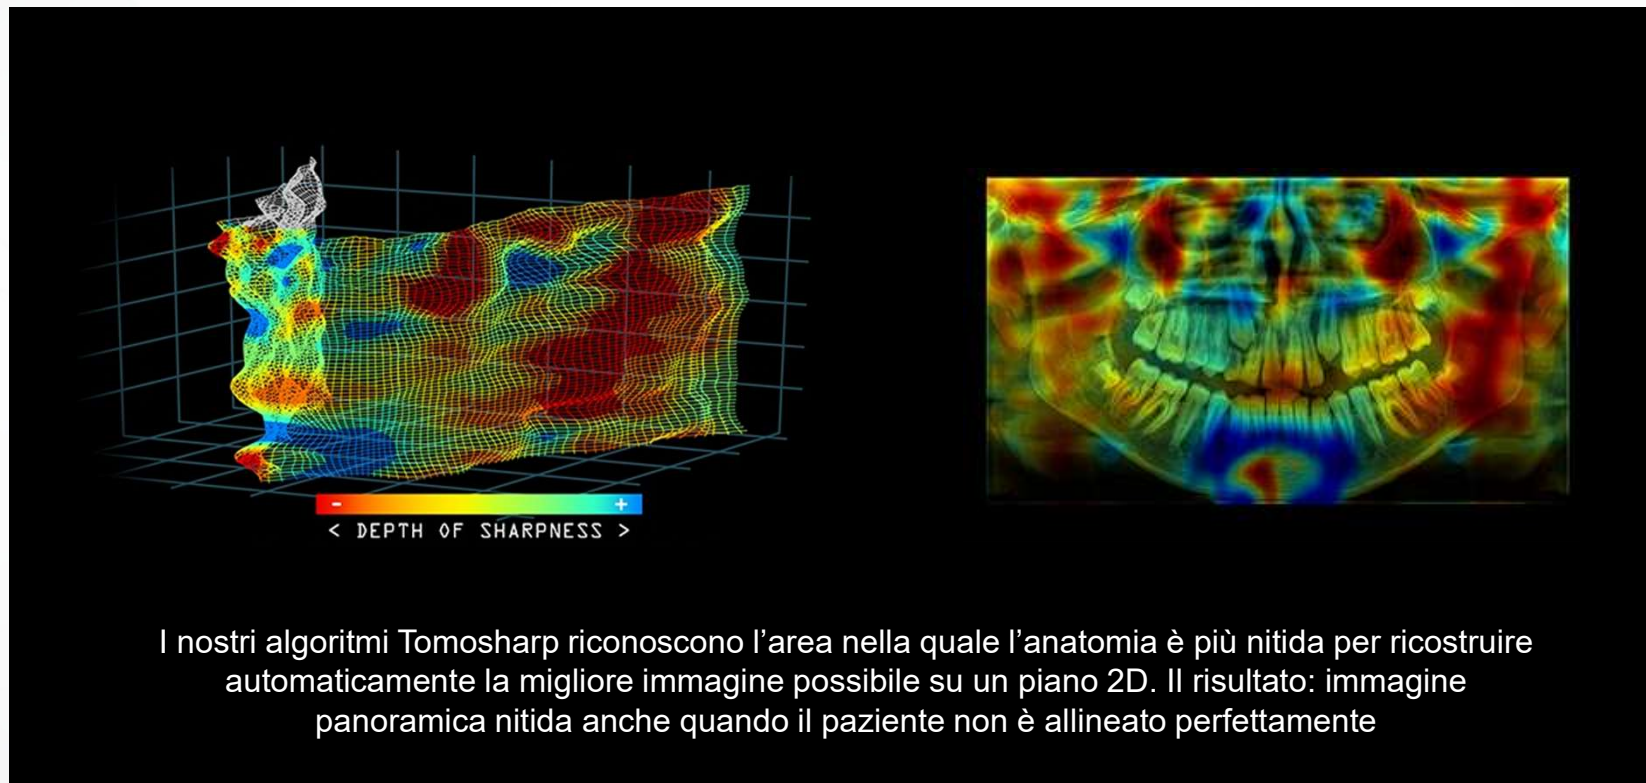 - +
< DEPTH OF SHARPNESS >
I nostri algoritmi Tomosharp riconoscono l’area nella quale l’anatomia è più nitida per ricostruire
automaticamente la migliore immagine possibile su un piano 2D. Il risultato: immagine
panoramica nitida anche quando il paziente non è allineato perfettamente